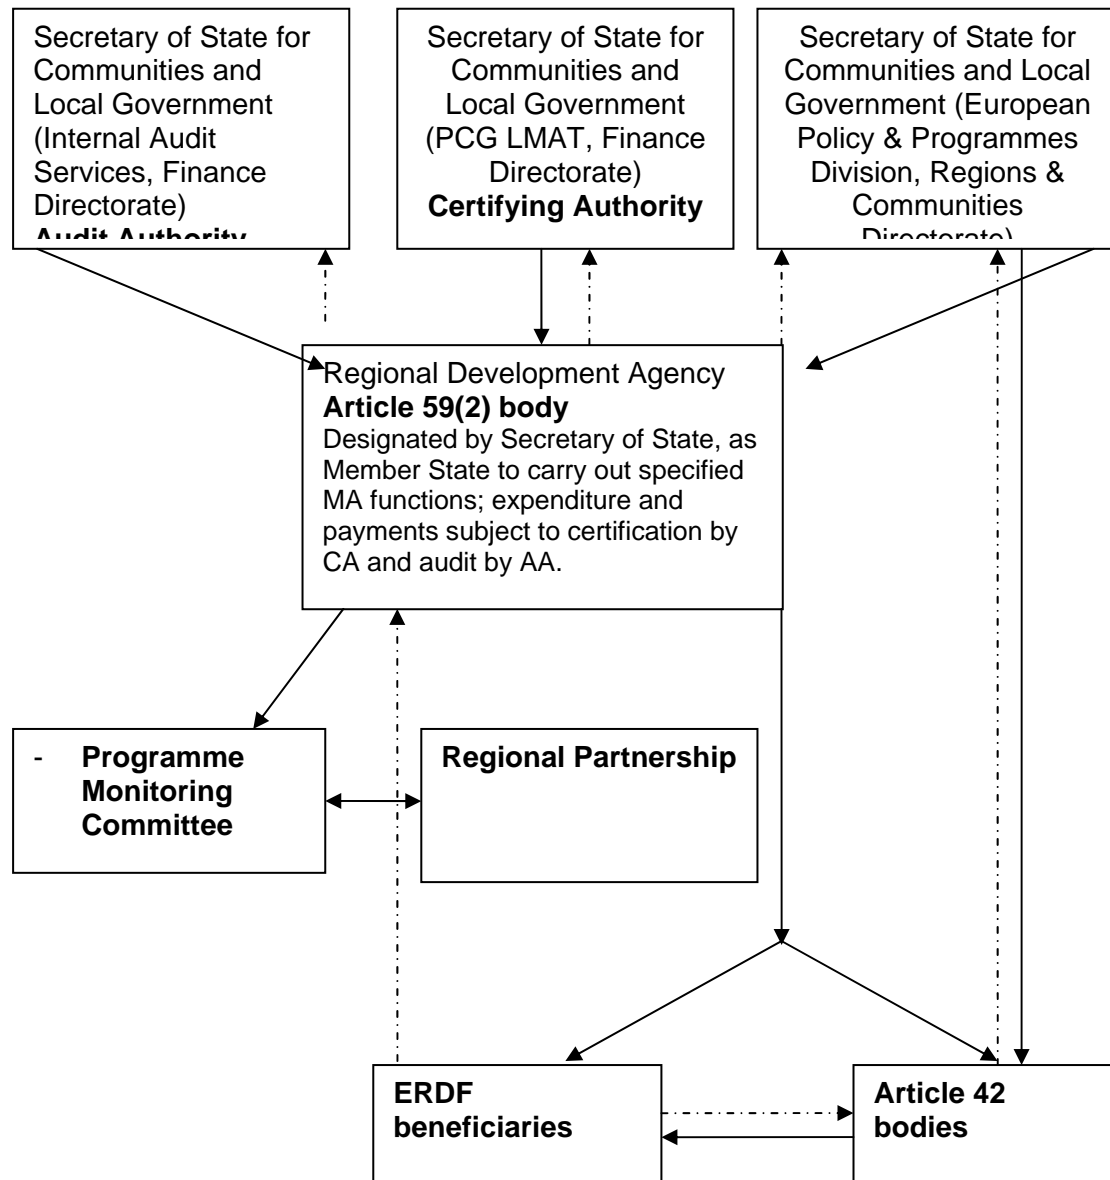 Secretary of State for
Communities and
Local Government
(Internal Audit
Services, Finance
Directorate)
Audit Authority
Secretary of State for
Communities and
Local Government
(PCG LMAT, Finance
Directorate)
Certifying Authority
Secretary of State for
Communities and Local
Government (European
Policy & Programmes
Division, Regions &
Communities
Directorate)
Regional Development Agency
Article 59(2) body
Designated by Secretary of State, as
Member State to carry out specified
MA functions; expenditure and
payments subject to certification by
CA and audit by AA.
- Programme
Monitoring
Committee
Regional Partnership
ERDF
beneficiaries
Article 42
bodies